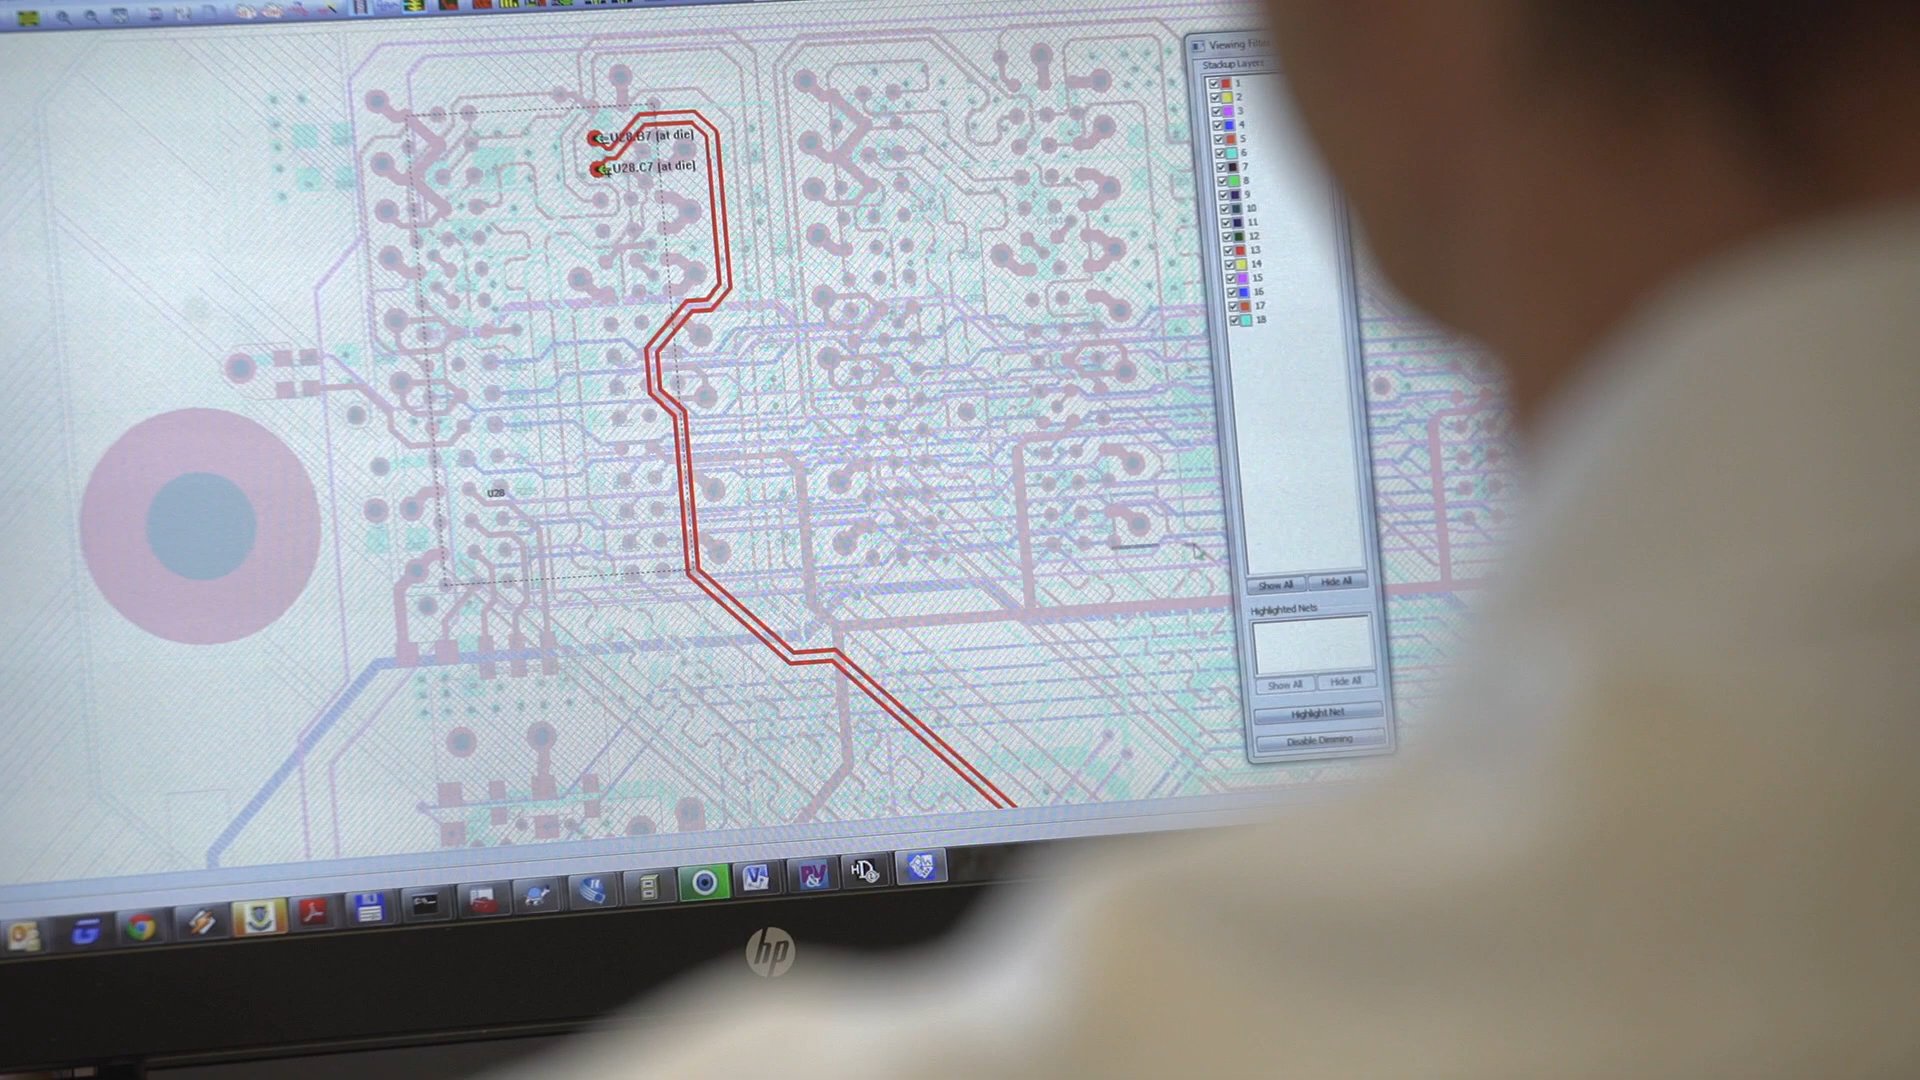 Viewing Filter
Stackup Layers
1
2
3
4
5
6
7
8
9
10
11
12
13
14
15
16
17
18
U28.B7 [at die]
U28.C7 [at die]
U28
Show All
Hide All
Highlighted Nets
Show All
Hide All
Highlight Net
Disable Dimming
C:\_
HD
hp